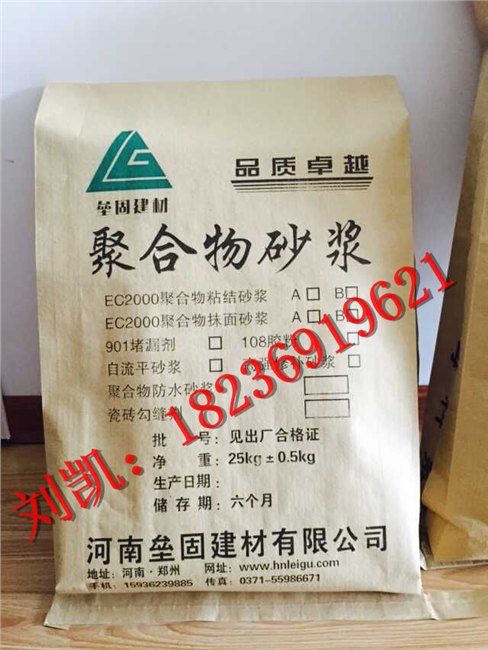 LG
品质卓越
垒固建材
聚合物砂浆
EC2000聚合物粘结砂浆 A□ B□
EC2000聚合物抹面砂浆 A□ B□
901堵漏剂 □ 108胶粉 □
自流平砂浆 □ 修补砂浆 □
聚合物防水砂浆
瓷砖勾缝剂
批 号：见出厂合格证
净 重：25kg±0.5kg
生产日期：
储 存 期：六个月
河南垒固建材有限公司
地址：河南·郑州 网址：www.hnleigu.com
手机：15936239885 传真：0371-55986671
刘凯：18236919621